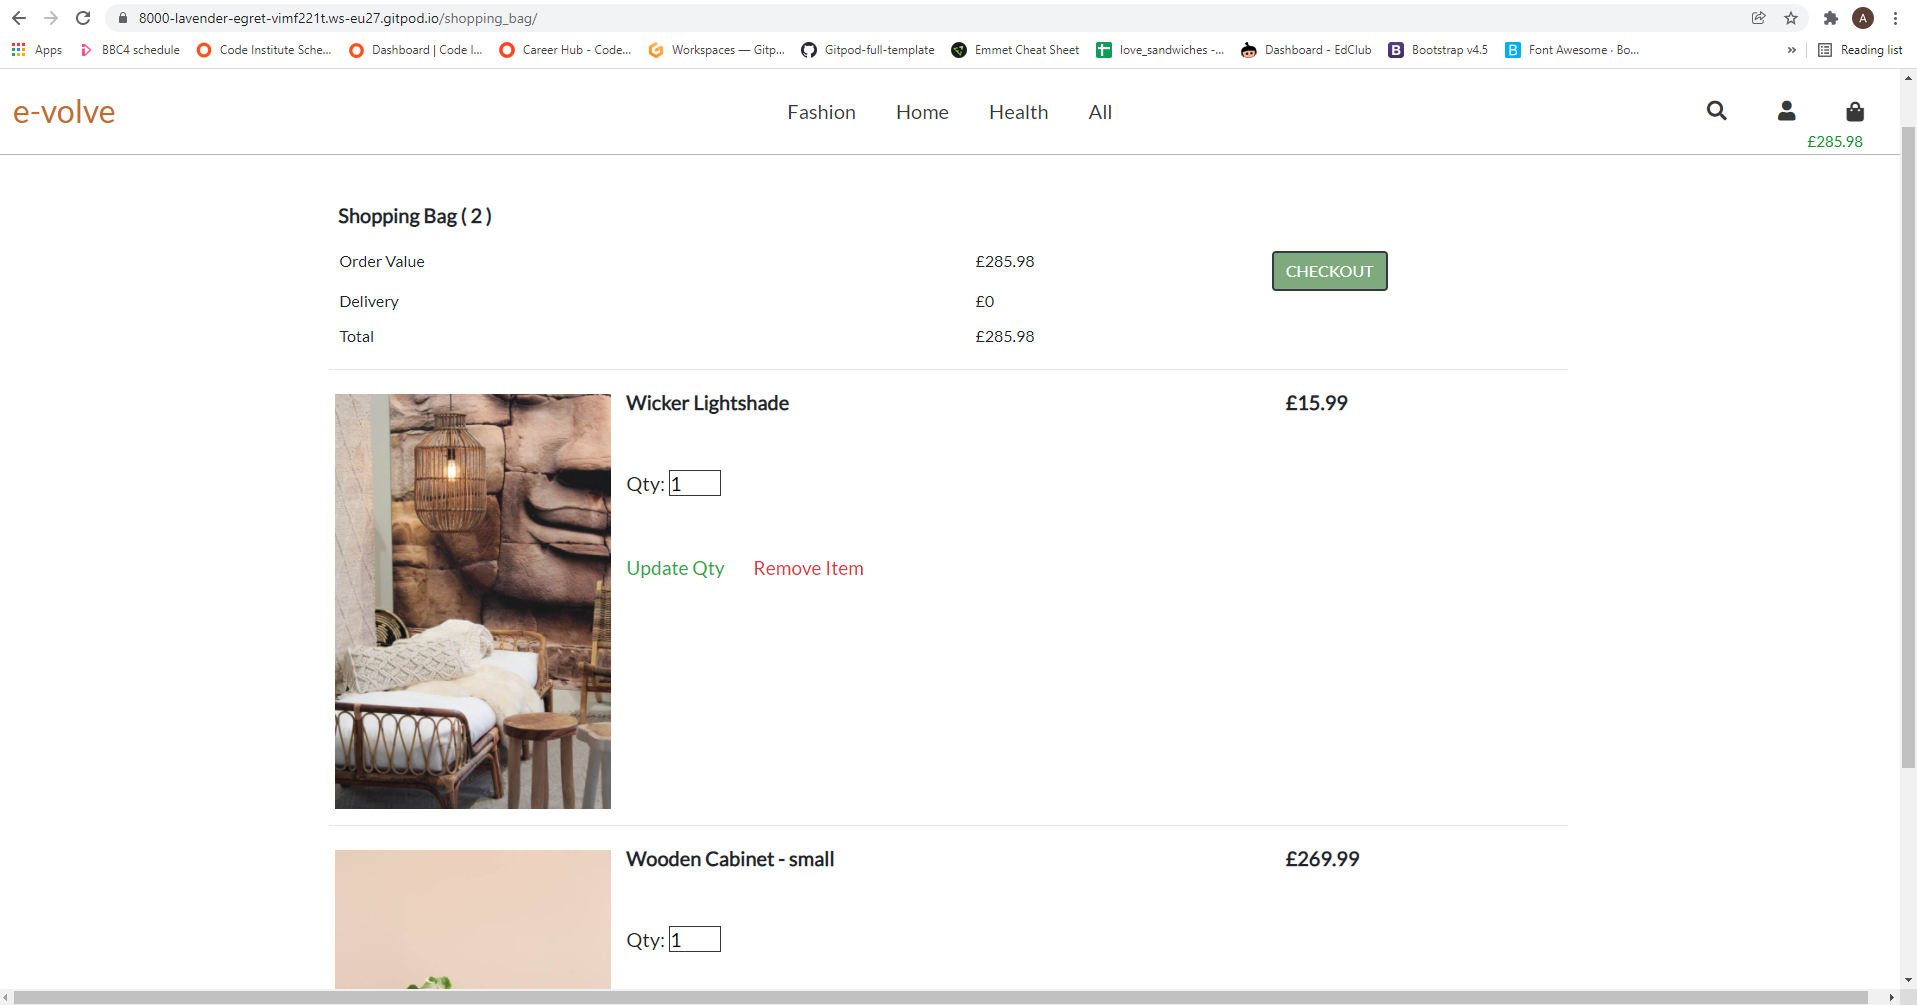 8000-lavender-egret-vimf221t.ws-eu27.gitpod.io/shopping_bag/
A
Apps BBC4 schedule Code Institute Sche... Dashboard | Code I... Career Hub - Code... Workspaces — Gitp... Gitpod-full-template Emmet Cheat Sheet love_sandwiches -... Dashboard - EdClub Bootstrap v4.5 Font Awesome · Bo... » Reading list
e-volve Fashion Home Health All
£285.98
Shopping Bag ( 2 )
Order Value £285.98 CHECKOUT
Delivery £0
Total £285.98
Wicker Lightshade £15.99
Qty: 1
Update Qty Remove Item
Wooden Cabinet - small £269.99
Qty: 1